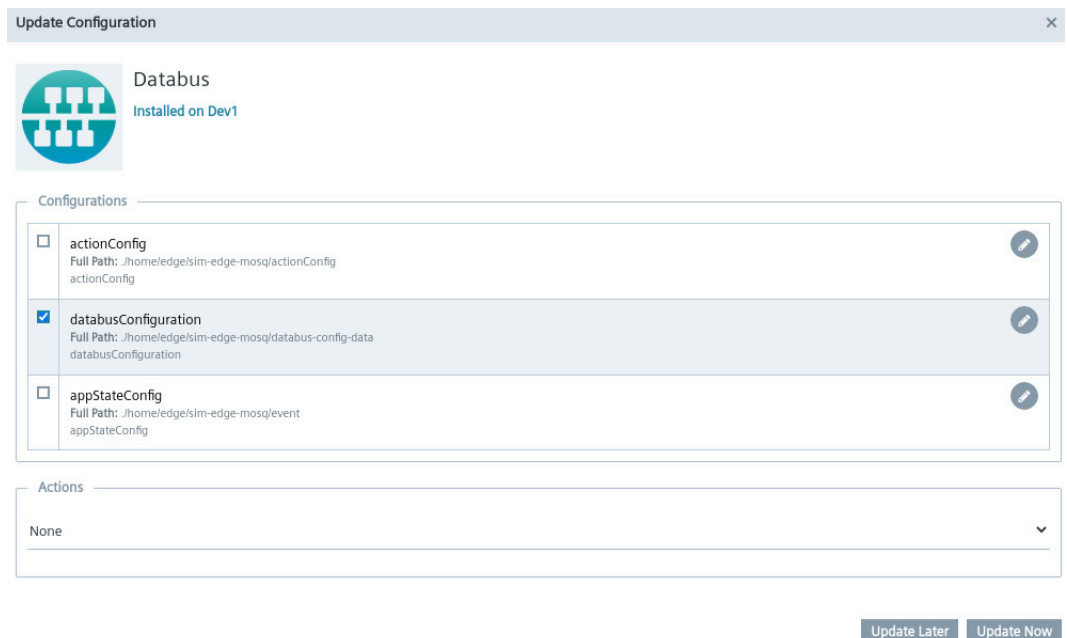 Update Configuration
Databus
Installed on Dev1
Configurations
actionConfig
Full Path: ./home/edge/sim-edge-mosq/actionConfig
actionConfig
databusConfiguration
Full Path: ./home/edge/sim-edge-mosq/databus-config-data
databusConfiguration
appStateConfig
Full Path: ./home/edge/sim-edge-mosq/event
appStateConfig
Actions
None
Update Later Update Now